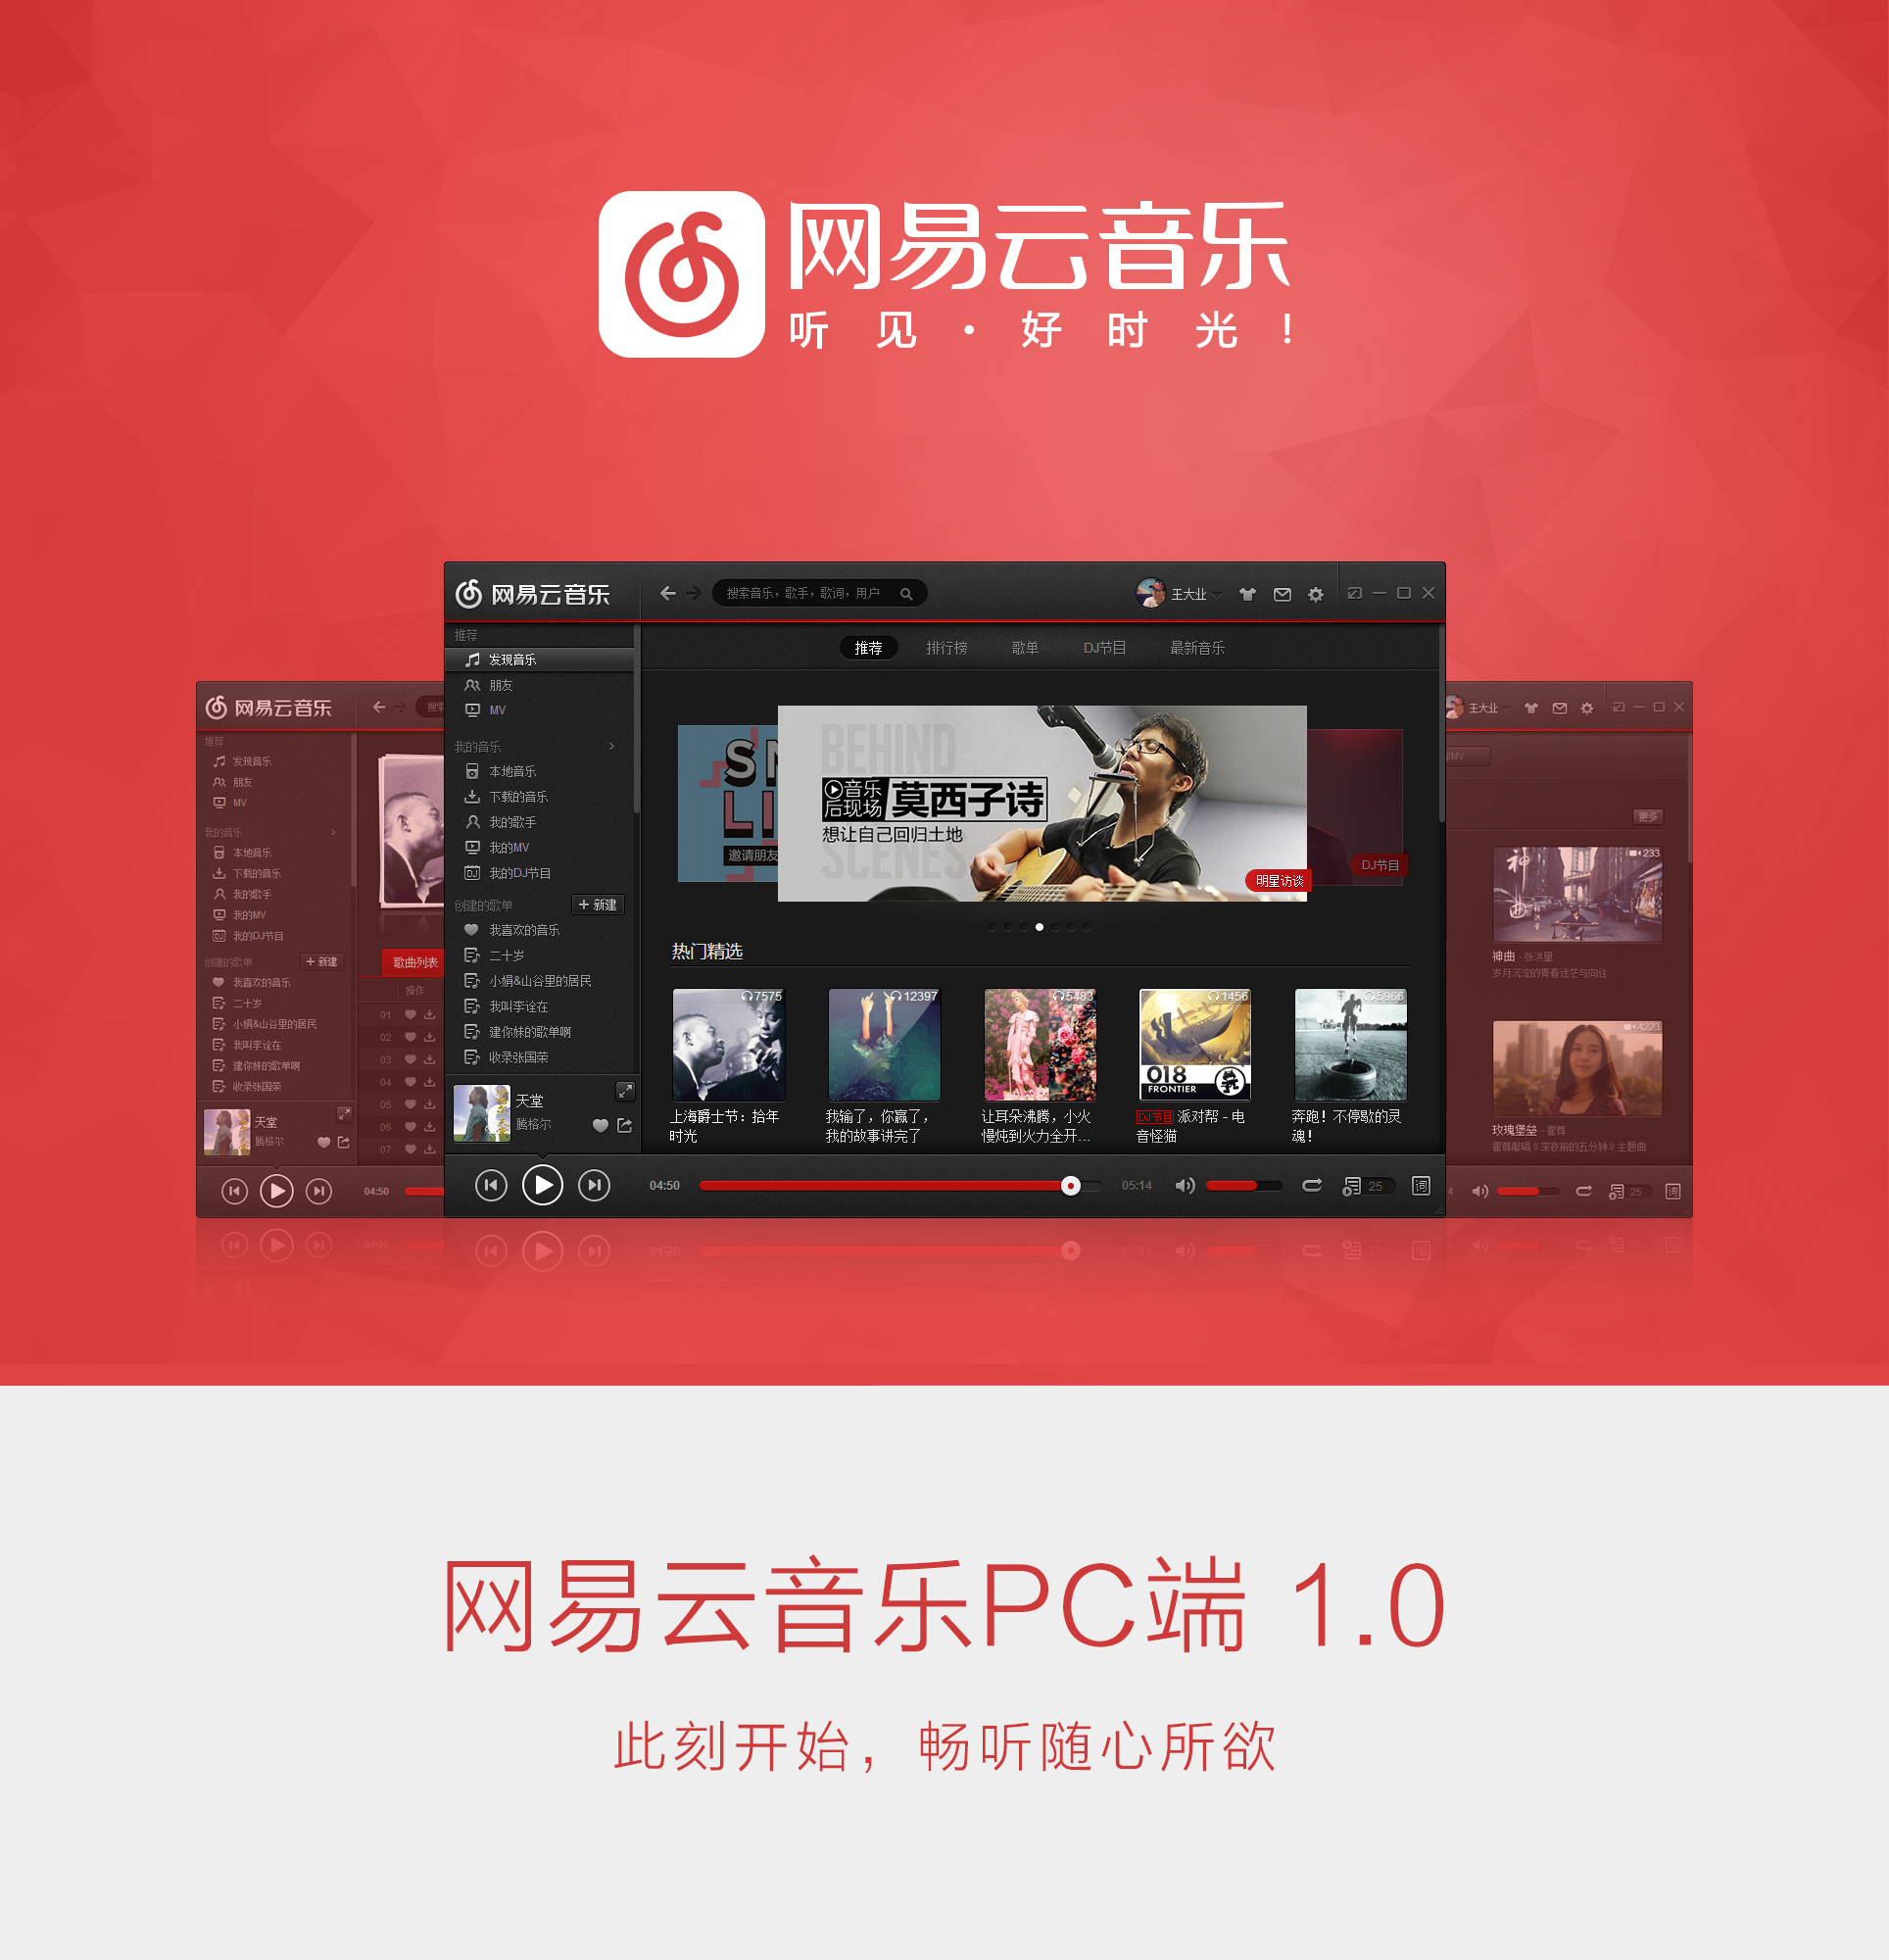 网易云音乐
听见·好时光!
网易云音乐
搜索音乐，歌手，歌词，用户
王大业
推荐
发现音乐
朋友
MV
我的音乐
本地音乐
下载的音乐
我的歌手
我的MV
我的DJ节目
创建的歌单
+ 新建
我喜欢的音乐
二十岁
小娟&山谷里的居民
我叫李诠在
建你妹的歌单啊
收录张国荣
天堂
腾格尔
推荐 排行榜 歌单 DJ节目 最新音乐
邀请朋友
BEHIND
音乐
后现场
莫西子诗
想让自己回归土地
SCENES
明星访谈
DJ节目
热门精选
7575
12397
5483
1456
5966
018
FRONTIER
上海爵士节：拾年
时光
我输了，你赢了，
我的故事讲完了
让耳朵沸腾，小火
慢炖到火力全开...
DJ节目 派对帮 - 电
音怪猫
奔跑！不停歇的灵
魂！
04:50
05:14
25
词
网易云音乐
推荐
发现音乐
朋友
MV
我的音乐
本地音乐
下载的音乐
我的歌手
我的MV
我的DJ节目
创建的歌单
+ 新建
我喜欢的音乐
二十岁
小娟&山谷里的居民
我叫李诠在
建你妹的歌单啊
收录张国荣
天堂
腾格尔
歌曲列表
操作
01
02
03
04
05
06
07
04:50
王大业
更多
233
神曲 - 张洪里
岁月沉淀的青春迷茫与向往
4223
玫瑰堡垒 - 霍尊
霍尊献唱《深夜前的五分钟》主题曲
25
词
网易云音乐PC端 1.0
此刻开始，畅听随心所欲